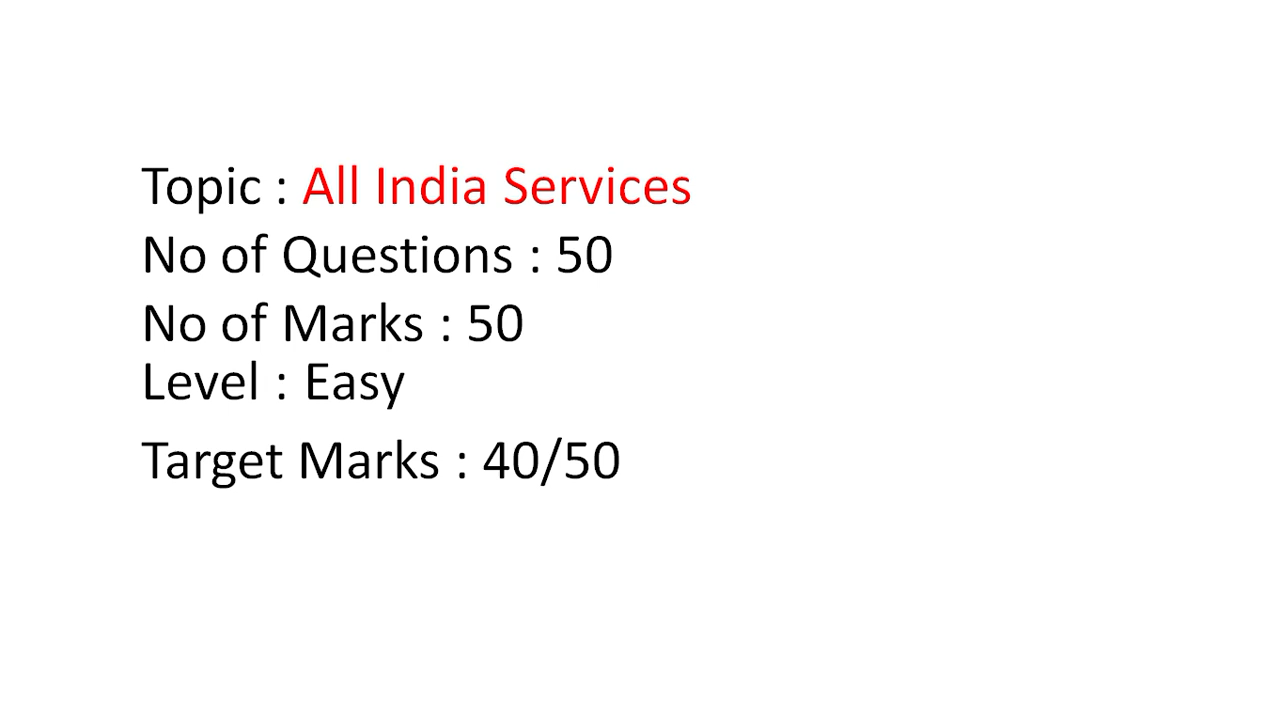 Topic : All India Services
No of Questions : 50
No of Marks : 50
Level : Easy
Target Marks : 40/50